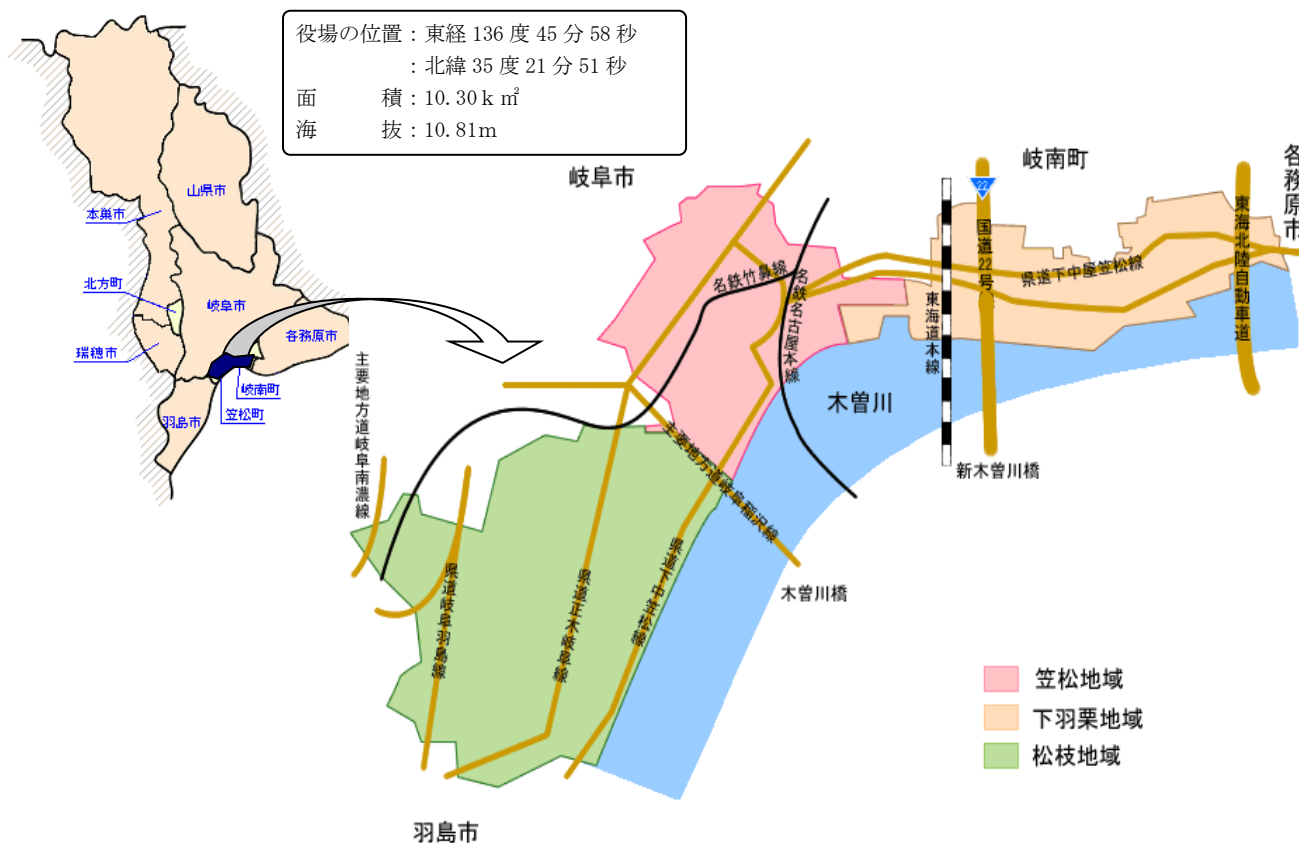 役場の位置：東経 136 度 45 分 58 秒
：北緯 35 度 21 分 51 秒
面　　積：10.30ｋ㎡
海　　抜：10.81m
山県市
本巣市
北方町
岐阜市
瑞穂市
各務原市
岐南町
笠松町
羽島市
岐阜市
岐南町
各務原市
22
国道22号
東海北陸自動車道
県道下中屋笠松線
名鉄竹鼻線
名鉄名古屋本線
東海道本線
木曽川
新木曽川橋
主要地方道岐阜南濃線
主要地方道岐阜稲沢線
木曽川橋
県道岐阜羽島線
県道正木岐阜線
県道下中笠松線
笠松地域
下羽栗地域
松枝地域
羽島市